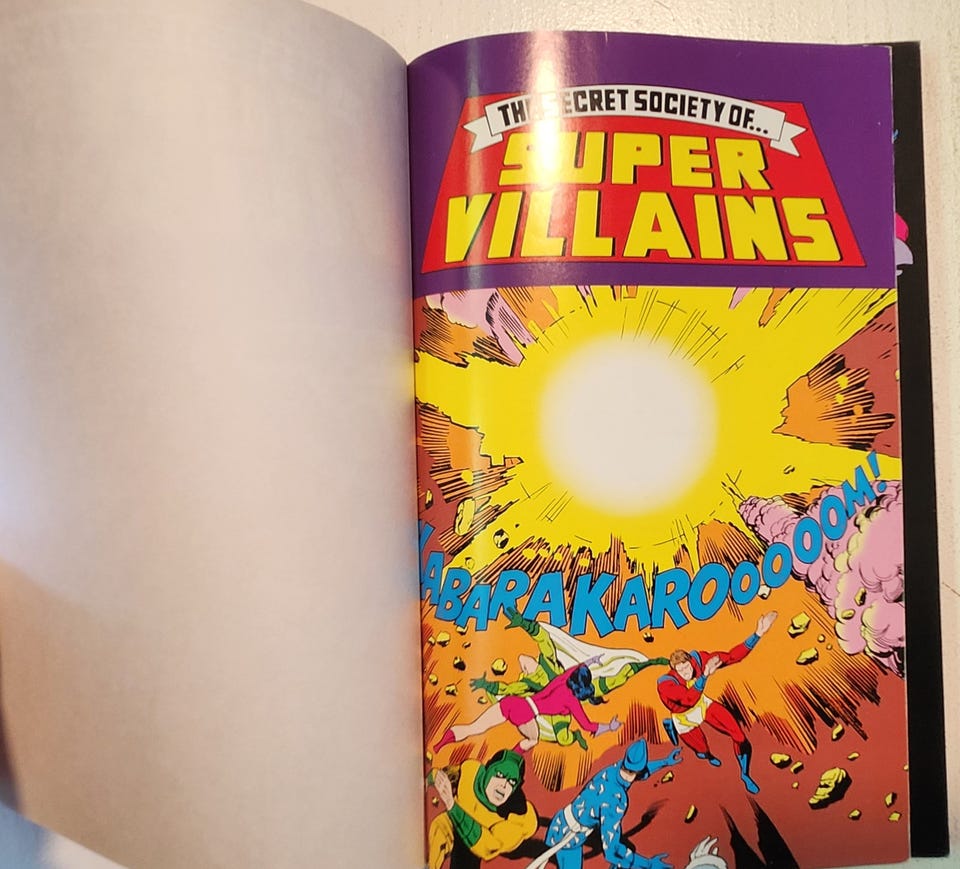 THE SECRET SOCIETY OF...
SUPER
VILLAINS
KABARAKAROOOOOOM!